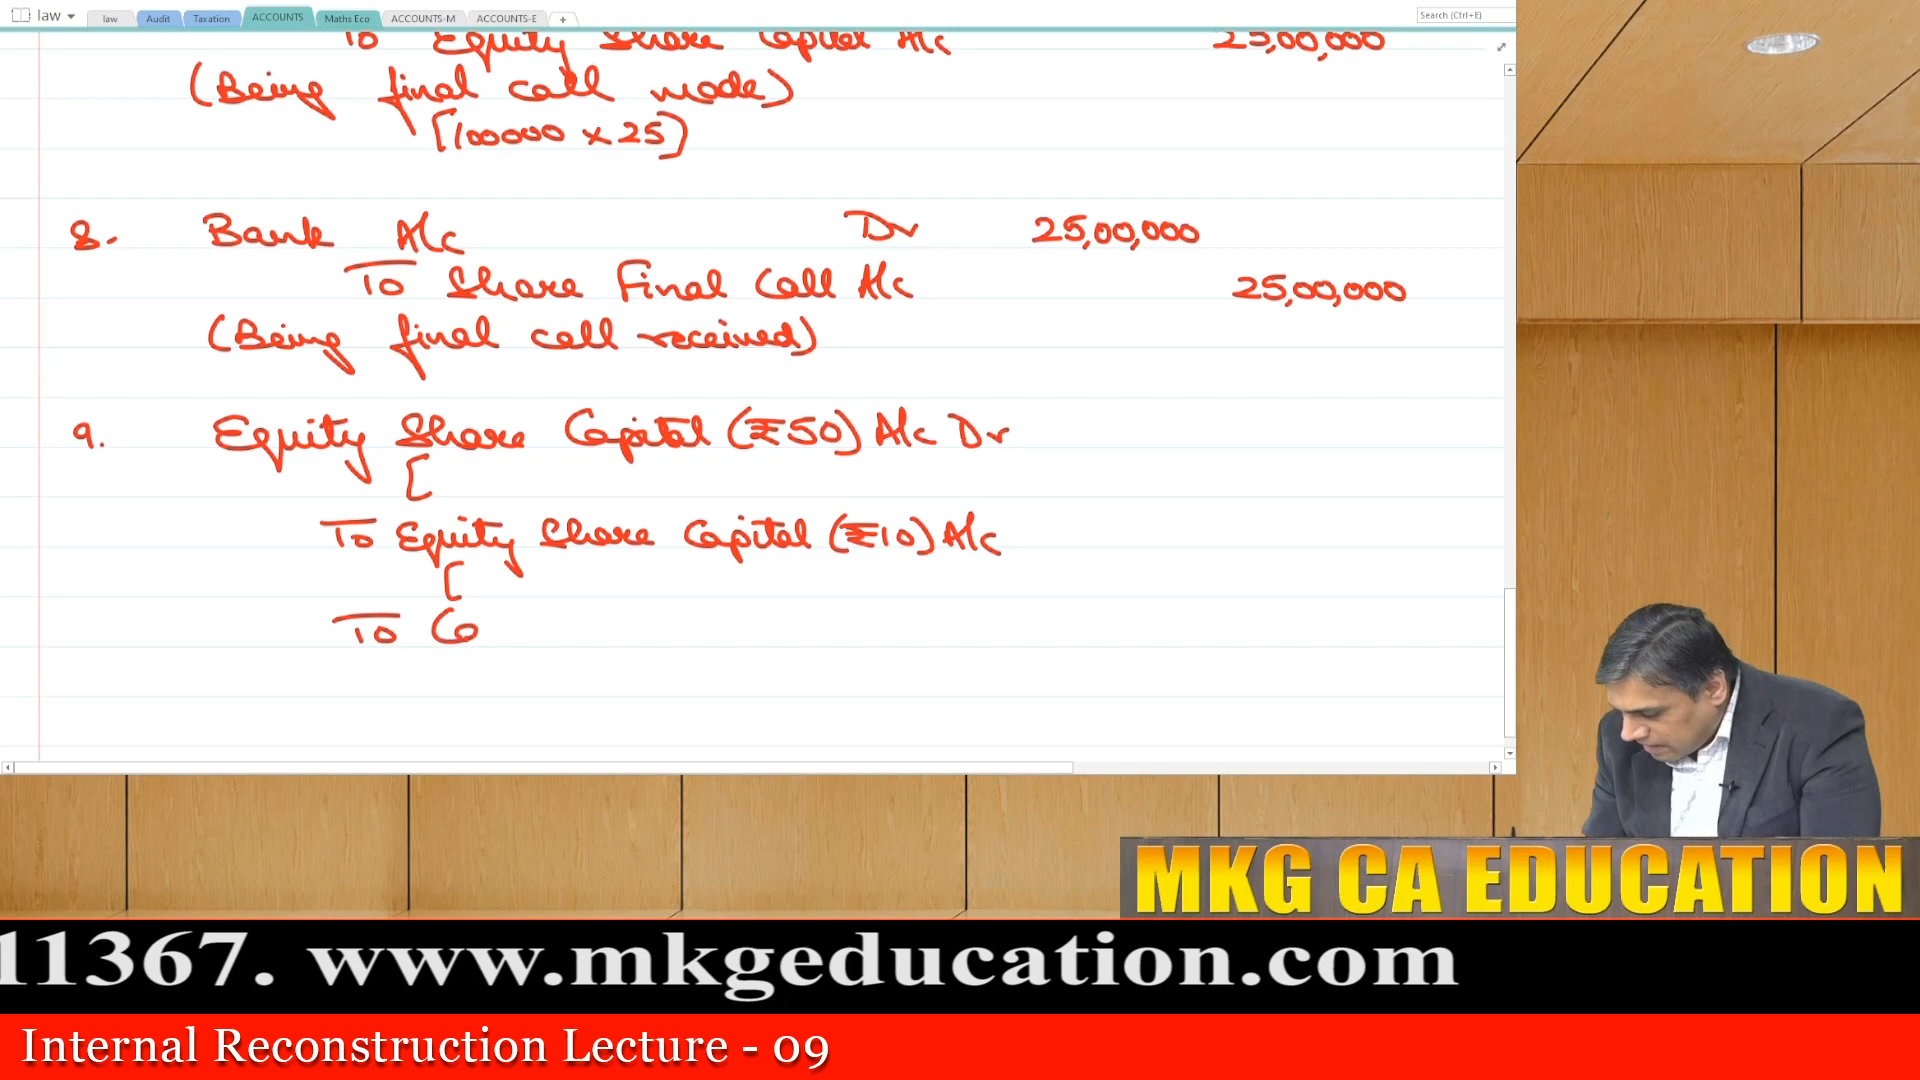 law
law Audit Taxation ACCOUNTS Maths Eco ACCOUNTS-M ACCOUNTS-E +
Search (Ctrl+E)
To Equity Share Capital A/c 25,00,000
(Being final call made)
[100000 × 25]
8. Bank A/c Dr 25,00,000
To Share Final Call A/c 25,00,000
(Being final call received)
9. Equity Share Capital (₹50) A/c Dr
[
To Equity Share Capital (₹10) A/c
[
To Ca
MKG CA EDUCATION
11367. www.mkgeducation.com
Internal Reconstruction Lecture - 09